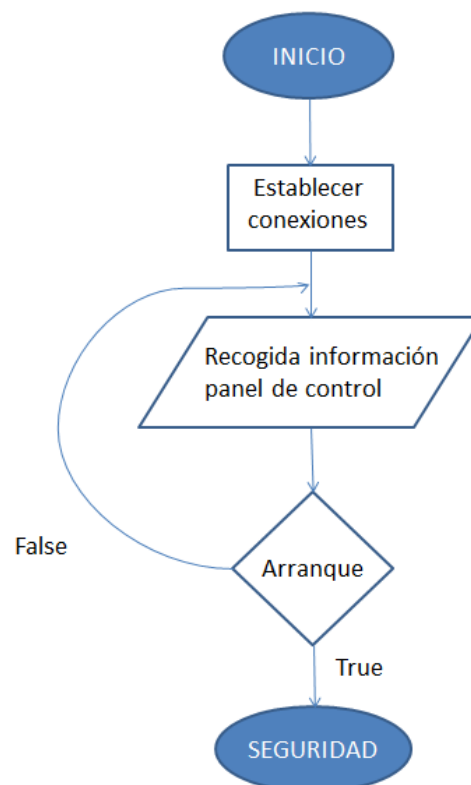 INICIO
Establecer
conexiones
Recogida información
panel de control
False
Arranque
True
SEGURIDAD